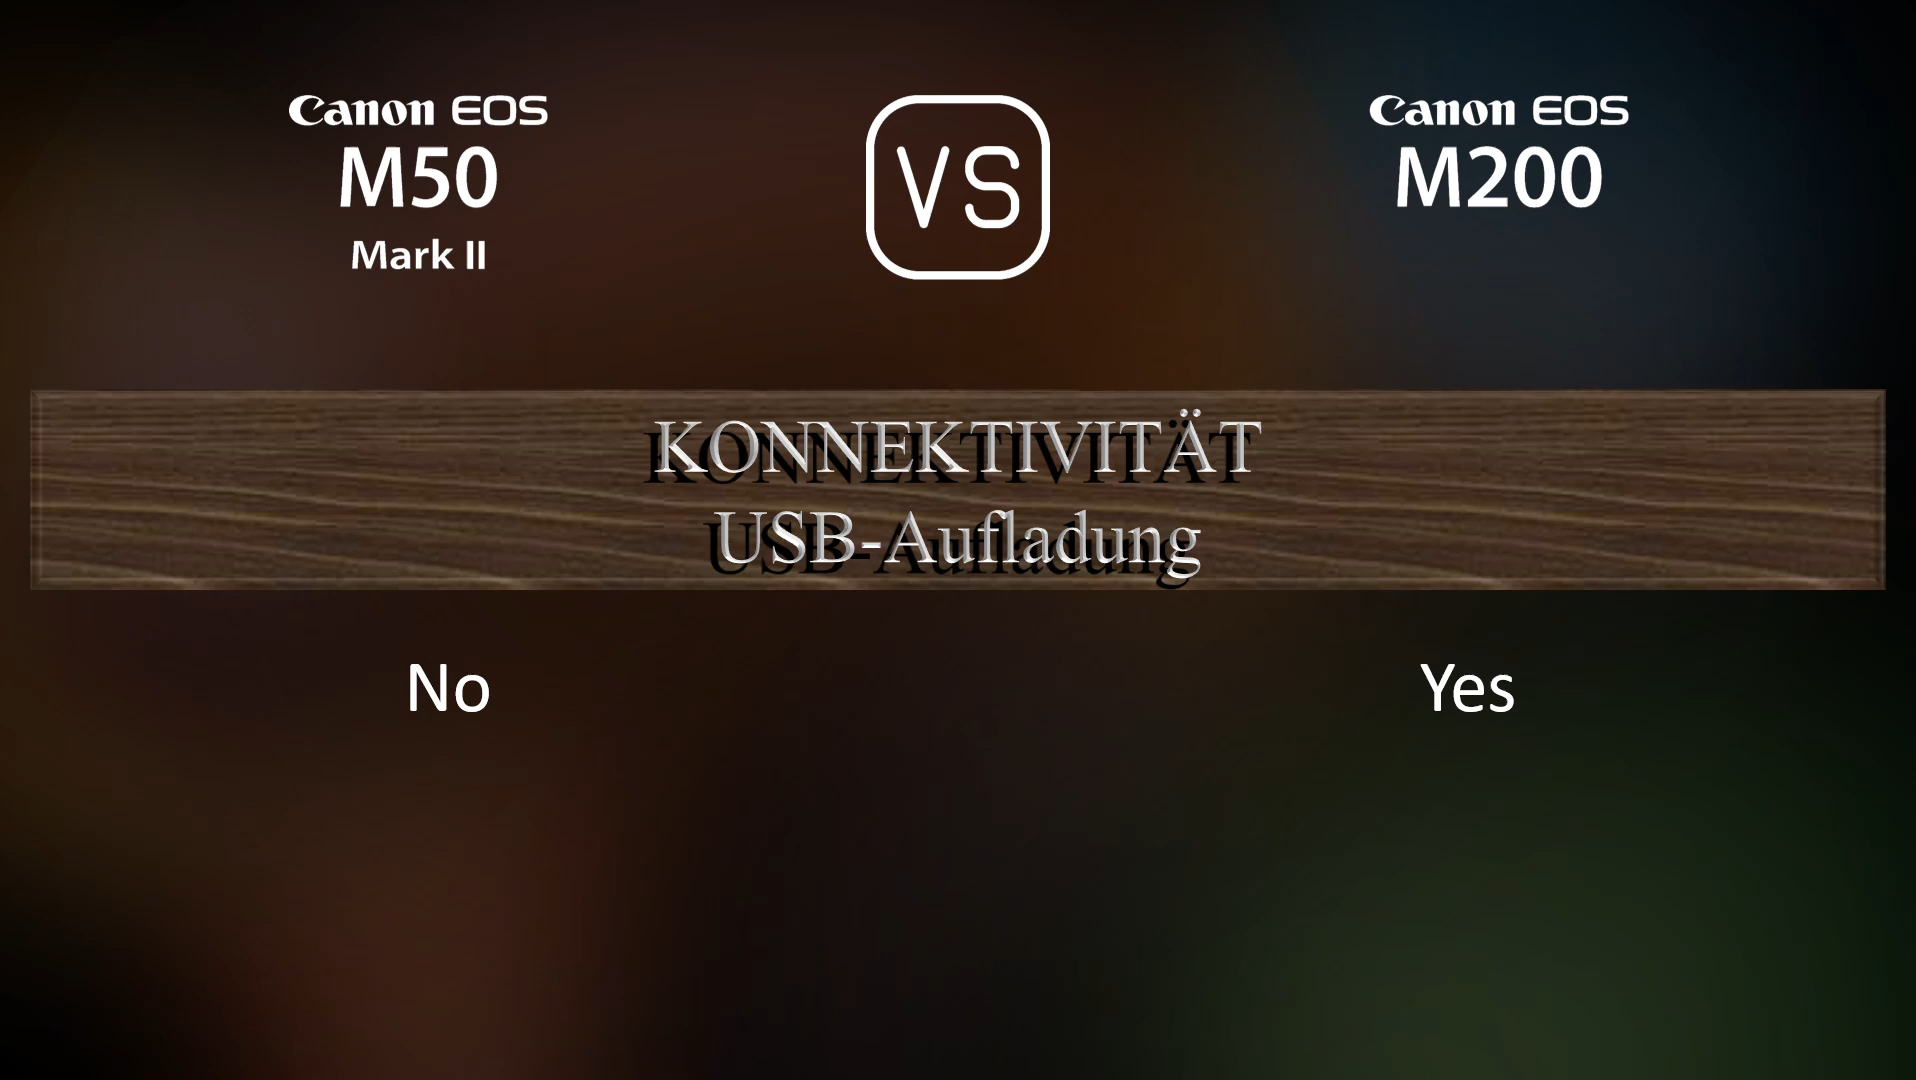 Canon EOS
M50
Mark II
VS
Canon EOS
M200
KONNEKTIVITÄT
USB-Aufladung
No
Yes